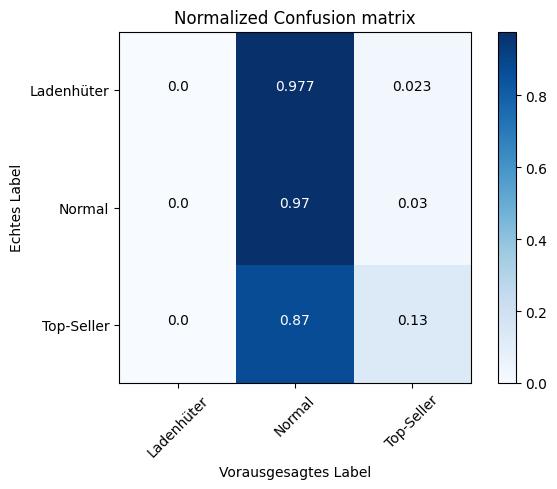 Normalized Confusion matrix
Echtes Label
Ladenhüter
0.0 0.977 0.023
Normal
0.0 0.97 0.03
Top-Seller
0.0 0.87 0.13
Ladenhüter Normal Top-Seller
Vorausgesagtes Label
0.8
0.6
0.4
0.2
0.0